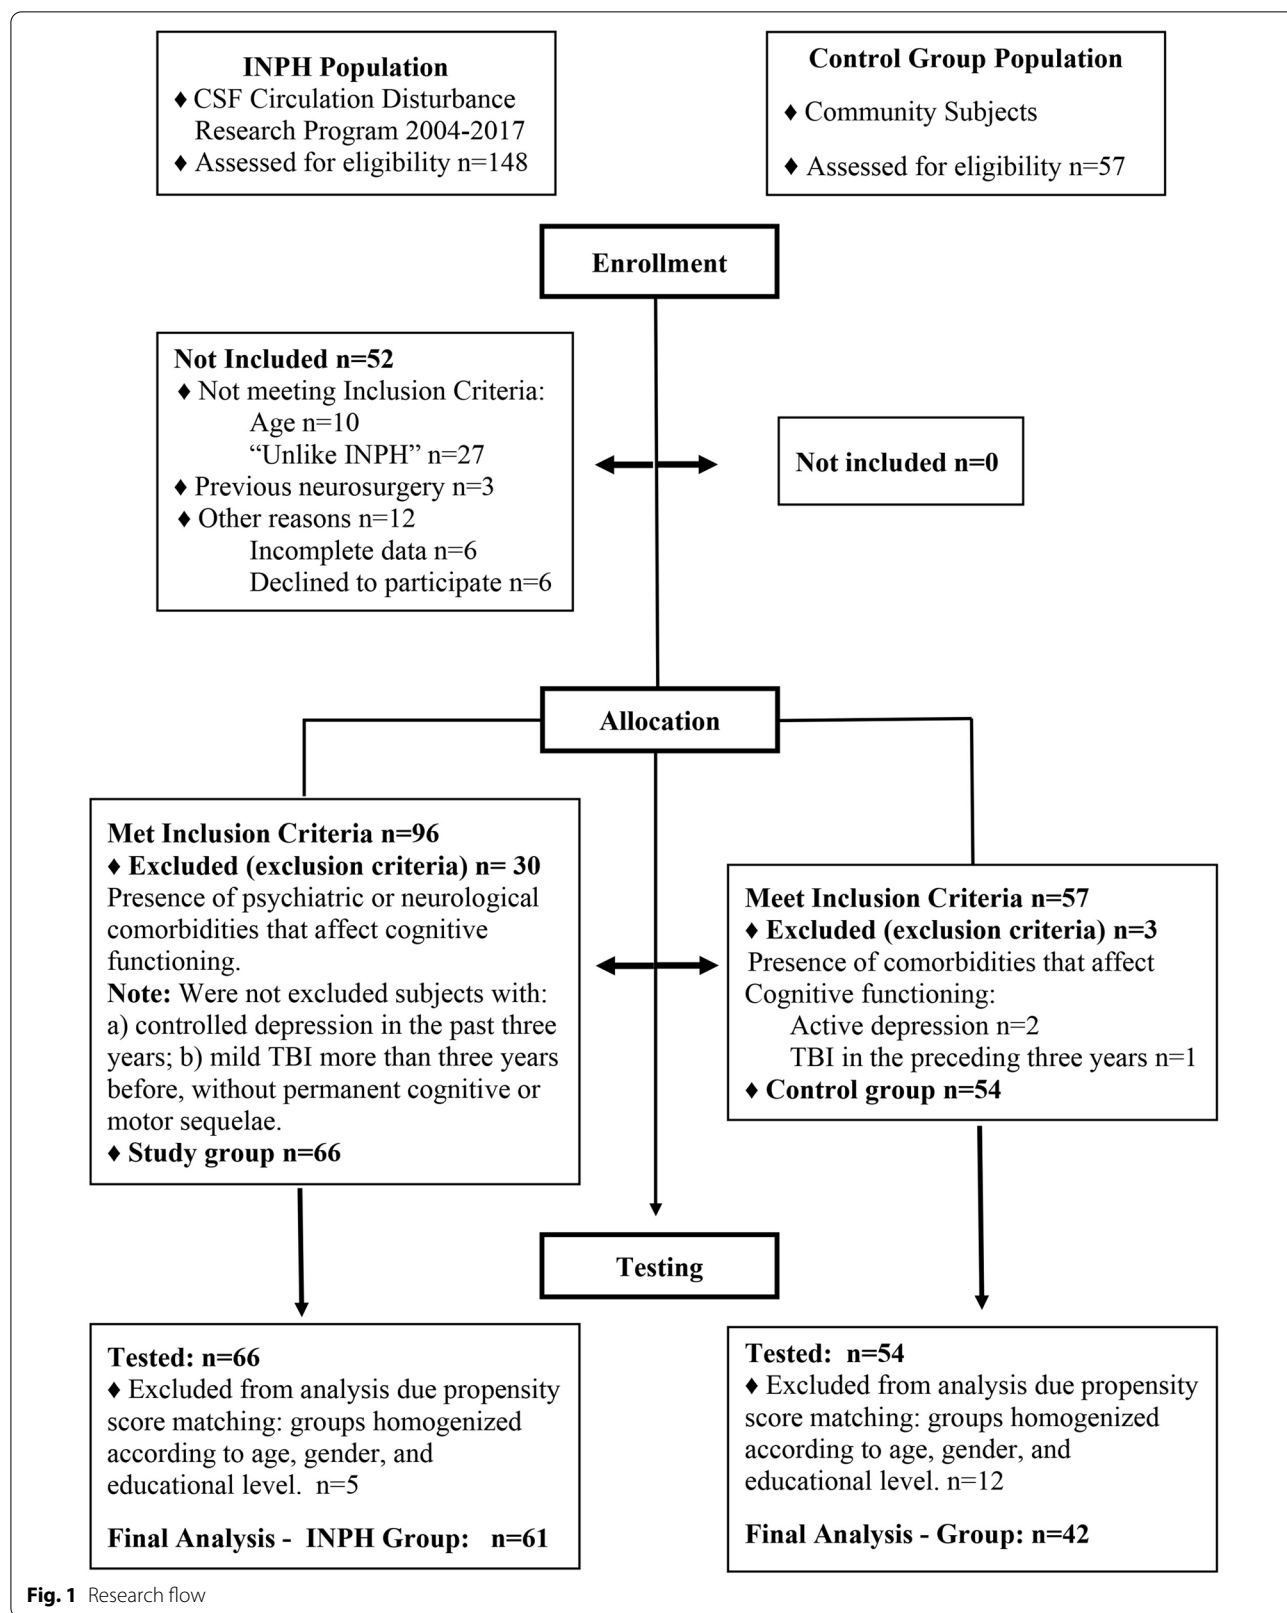 INPH Population
♦ CSF Circulation Disturbance
Research Program 2004-2017
♦ Assessed for eligibility n=148
Control Group Population
♦ Community Subjects
♦ Assessed for eligibility n=57
Enrollment
Not Included n=52
♦ Not meeting Inclusion Criteria:
Age n=10
“Unlike INPH” n=27
♦ Previous neurosurgery n=3
♦ Other reasons n=12
Incomplete data n=6
Declined to participate n=6
Not included n=0
Allocation
Met Inclusion Criteria n=96
♦ Excluded (exclusion criteria) n= 30
Presence of psychiatric or neurological
comorbidities that affect cognitive
functioning.
Note: Were not excluded subjects with:
a) controlled depression in the past three
years; b) mild TBI more than three years
before, without permanent cognitive or
motor sequelae.
♦ Study group n=66
Meet Inclusion Criteria n=57
♦ Excluded (exclusion criteria) n=3
Presence of comorbidities that affect
Cognitive functioning:
Active depression n=2
TBI in the preceding three years n=1
♦ Control group n=54
Testing
Tested: n=66
♦ Excluded from analysis due propensity
score matching: groups homogenized
according to age, gender, and
educational level. n=5
Final Analysis - INPH Group: n=61
Tested: n=54
♦ Excluded from analysis due propensity
score matching: groups homogenized
according to age, gender, and
educational level. n=12
Final Analysis - Group: n=42
Fig. 1 Research flow